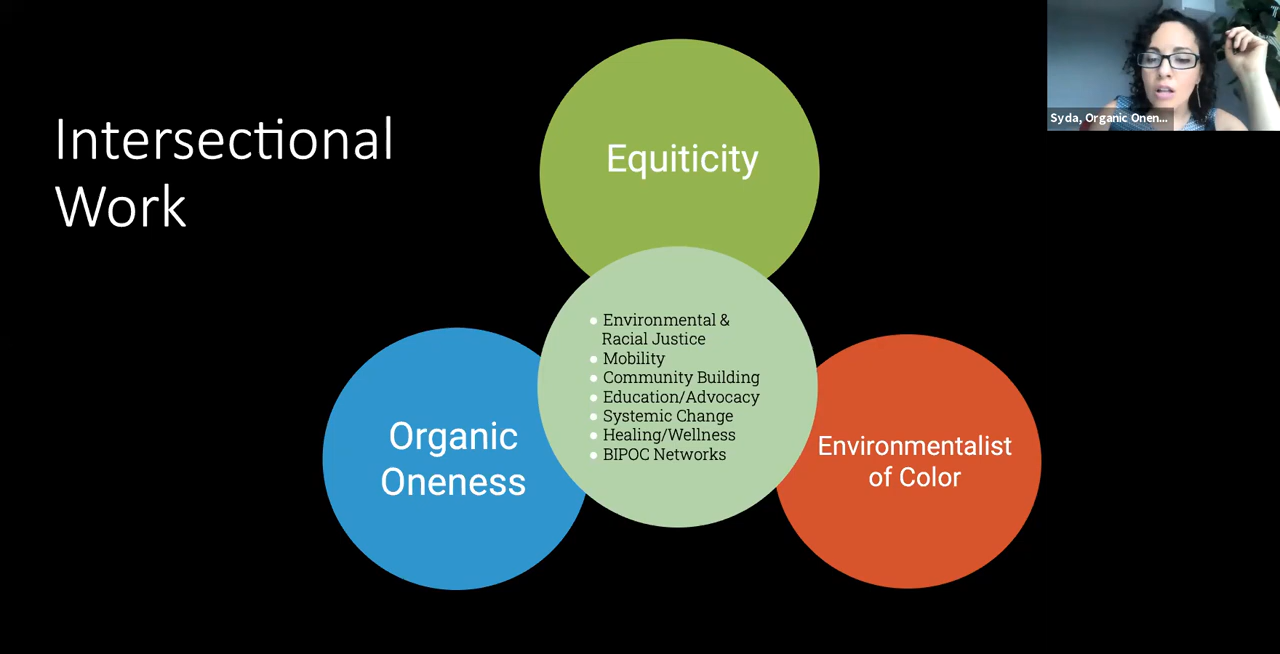 Intersectional
Work
Equiticity
Syda, Organic Onen...
● Environmental &
Racial Justice
● Mobility
● Community Building
● Education/Advocacy
● Systemic Change
● Healing/Wellness
● BIPOC Networks
Organic
Oneness
Environmentalist
of Color